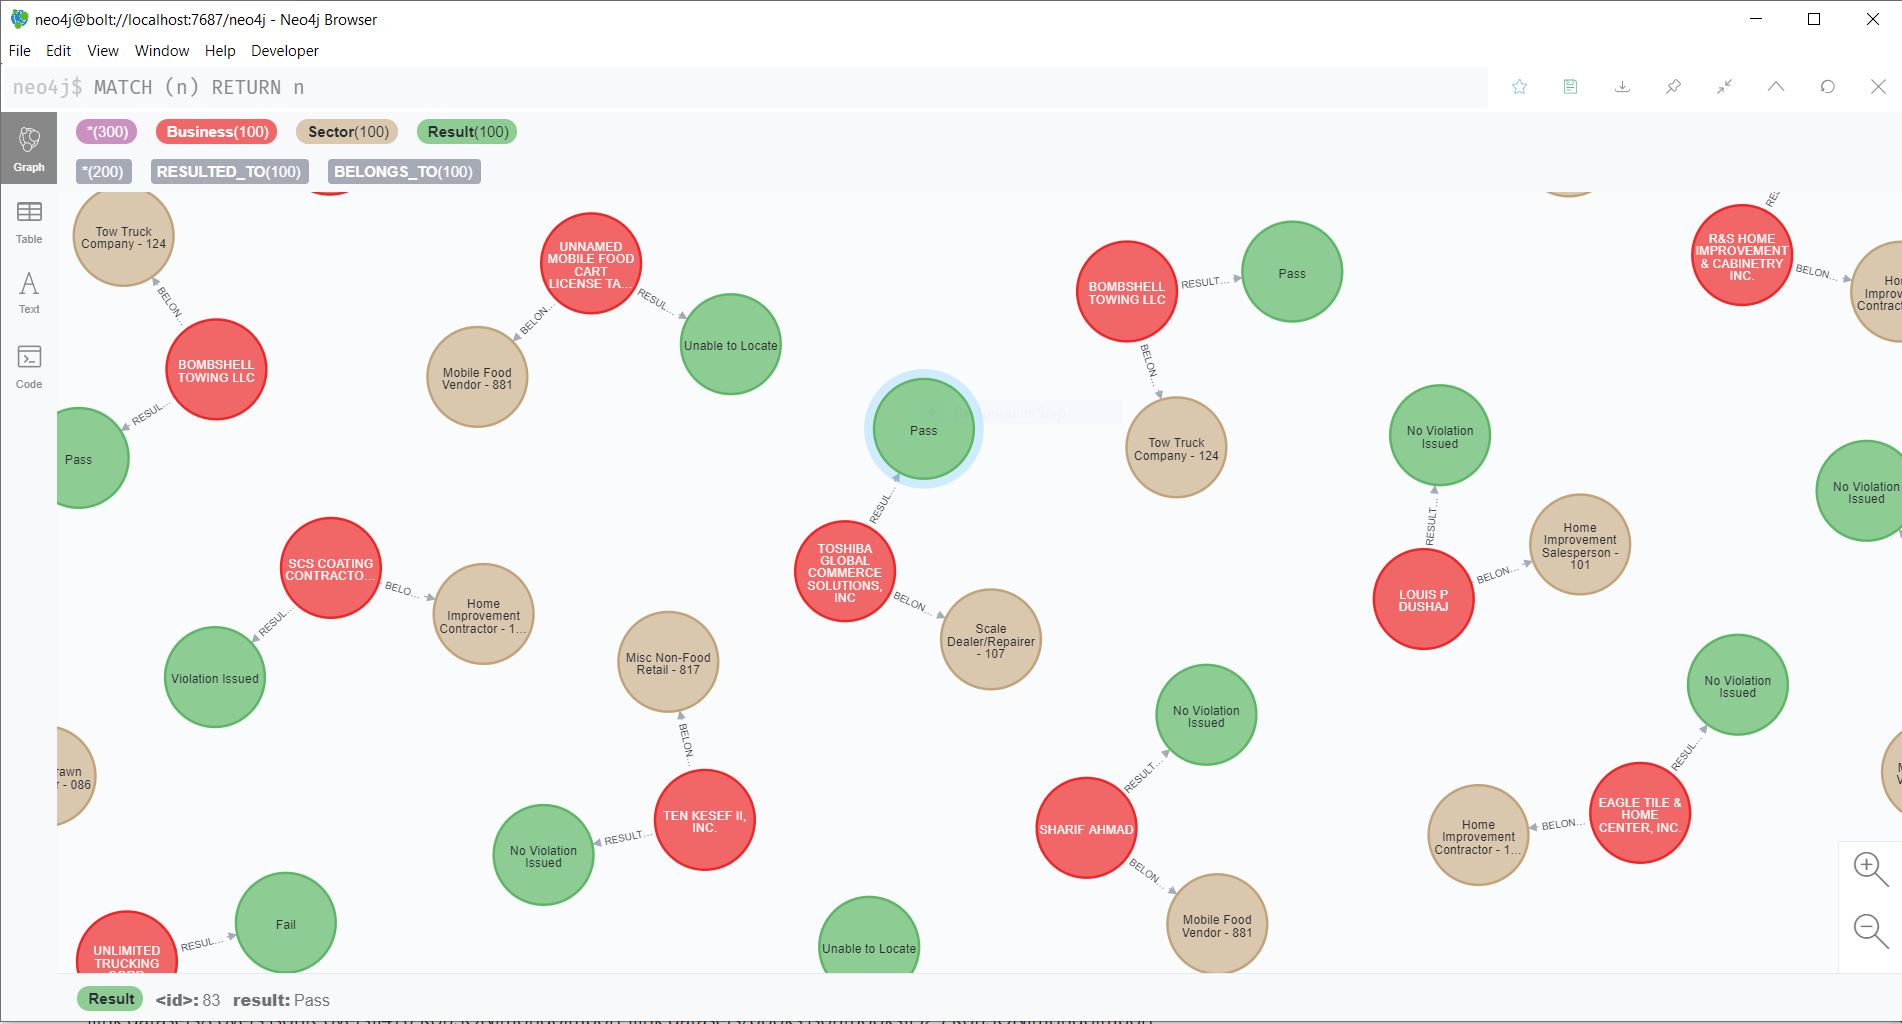 neo4j@bolt://localhost:7687/neo4j - Neo4j Browser
File Edit View Window Help Developer
neo4j$ MATCH (n) RETURN n
Graph
Table
Text
Code
*(300) Business(100) Sector(100) Result(100)
*(200) RESULTED_TO(100) BELONGS_TO(100)
Tow Truck
Company - 124
BELON...
BOMBSHELL
TOWING LLC
RESUL...
Pass
UNNAMED
MOBILE FOOD
CART
LICENSE TA...
BELON...
RESUL...
Mobile Food
Vendor - 881
Unable to Locate
BOMBSHELL
TOWING LLC
RESULT...
Pass
BELON...
Tow Truck
Company - 124
RES
R&S HOME
IMPROVEMENT
& CABINETRY
INC.
BELON...
Hor
Improv
Contrac
Pass
Rectangular Snip
RESUL...
TOSHIBA
GLOBAL
COMMERCE
SOLUTIONS,
INC
BELON...
Scale
Dealer/Repairer
- 107
No Violation
Issued
RESULT...
LOUIS P
DUSHAJ
BELON...
Home
Improvement
Salesperson -
101
No Violation
Issued
SCS COATING
CONTRACTO...
BELO...
Home
Improvement
Contractor - 1...
RESUL...
Violation Issued
Misc Non-Food
Retail - 817
BELON...
TEN KESEF II,
INC.
RESULT...
No Violation
Issued
No Violation
Issued
RESULT...
SHARIF AHMAD
BELON...
Mobile Food
Vendor - 881
No Violation
Issued
RESUL...
EAGLE TILE &
HOME
CENTER, INC.
BELON...
Home
Improvement
Contractor - 1...
rawn
r - 086
UNLIMITED
TRUCKING
RESUL...
Fail
Unable to Locate
Result <id>: 83 result: Pass